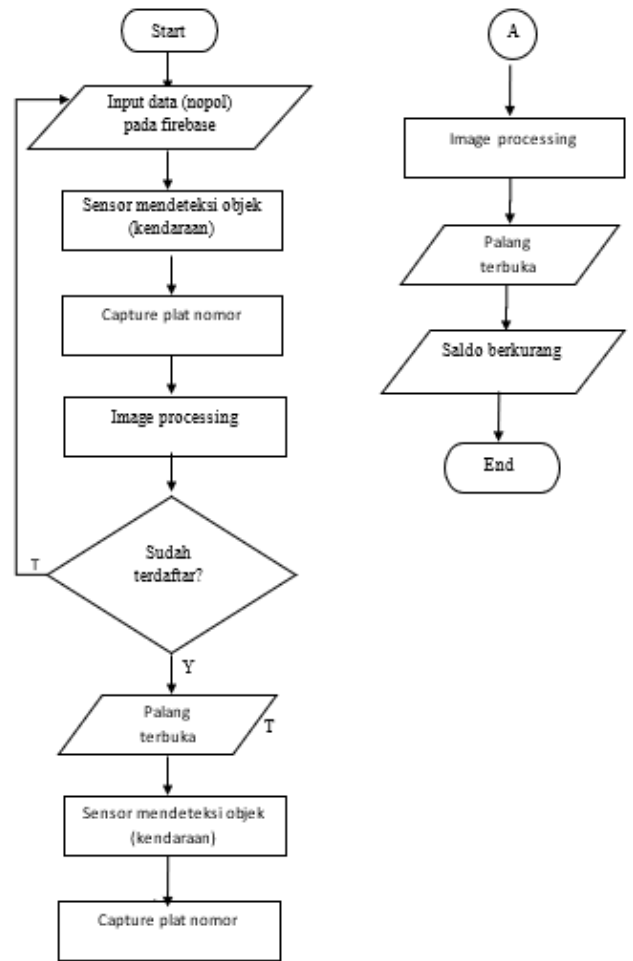 Start
Input data (nopol)
pada firebase
Sensor mendeteksi objek
(kendaraan)
Capture plat nomor
Image processing
Sudah
terdaftar?
T
Y
Palang
terbuka
T
Sensor mendeteksi objek
(kendaraan)
Capture plat nomor
A
Image processing
Palang
terbuka
Saldo berkurang
End